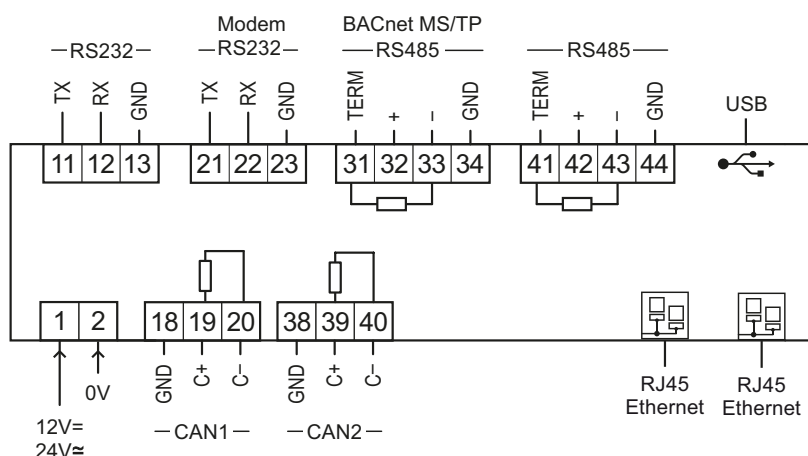 Modem BACnet MS/TP
RS232 RS232 RS485 RS485
TX RX GND TX RX GND TERM + – GND TERM + – GND USB
11 12 13 21 22 23 31 32 33 34 41 42 43 44
1 2 18 19 20 38 39 40
0V GND C+ C– GND C+ C– RJ45 RJ45
Ethernet Ethernet
12V= CAN1 CAN2
24V≃